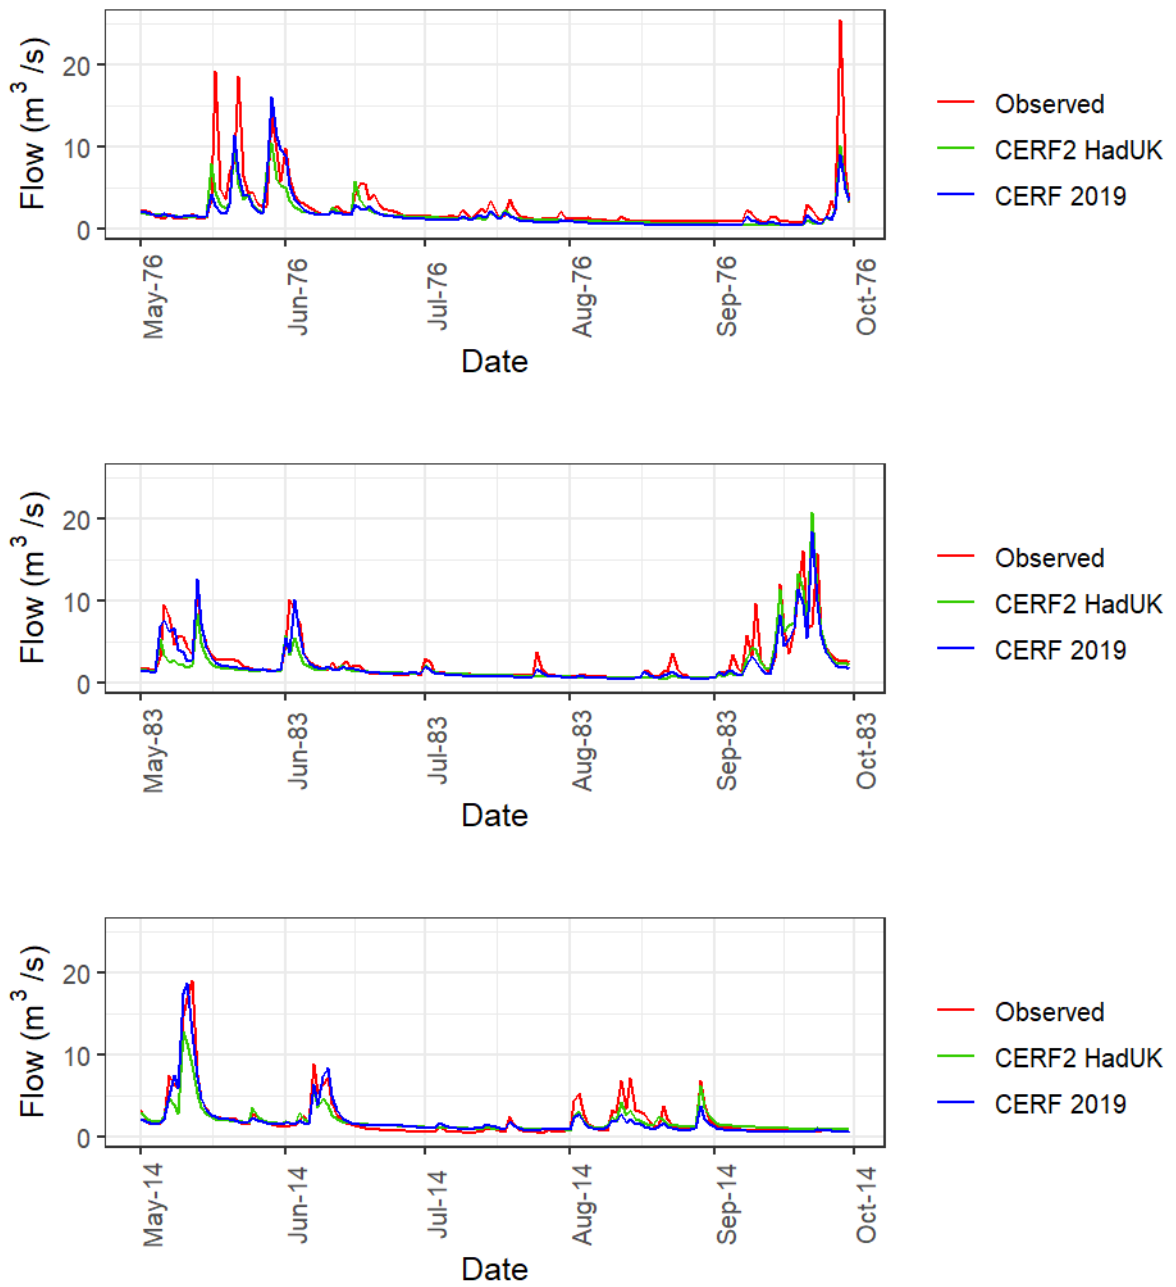 Flow (m³ /s)
20
10
0
May-76
Jun-76
Jul-76
Aug-76
Sep-76
Oct-76
Date
Observed
CERF2 HadUK
CERF 2019
Flow (m³ /s)
20
10
0
May-83
Jun-83
Jul-83
Aug-83
Sep-83
Oct-83
Date
Observed
CERF2 HadUK
CERF 2019
Flow (m³ /s)
20
10
0
May-14
Jun-14
Jul-14
Aug-14
Sep-14
Oct-14
Date
Observed
CERF2 HadUK
CERF 2019